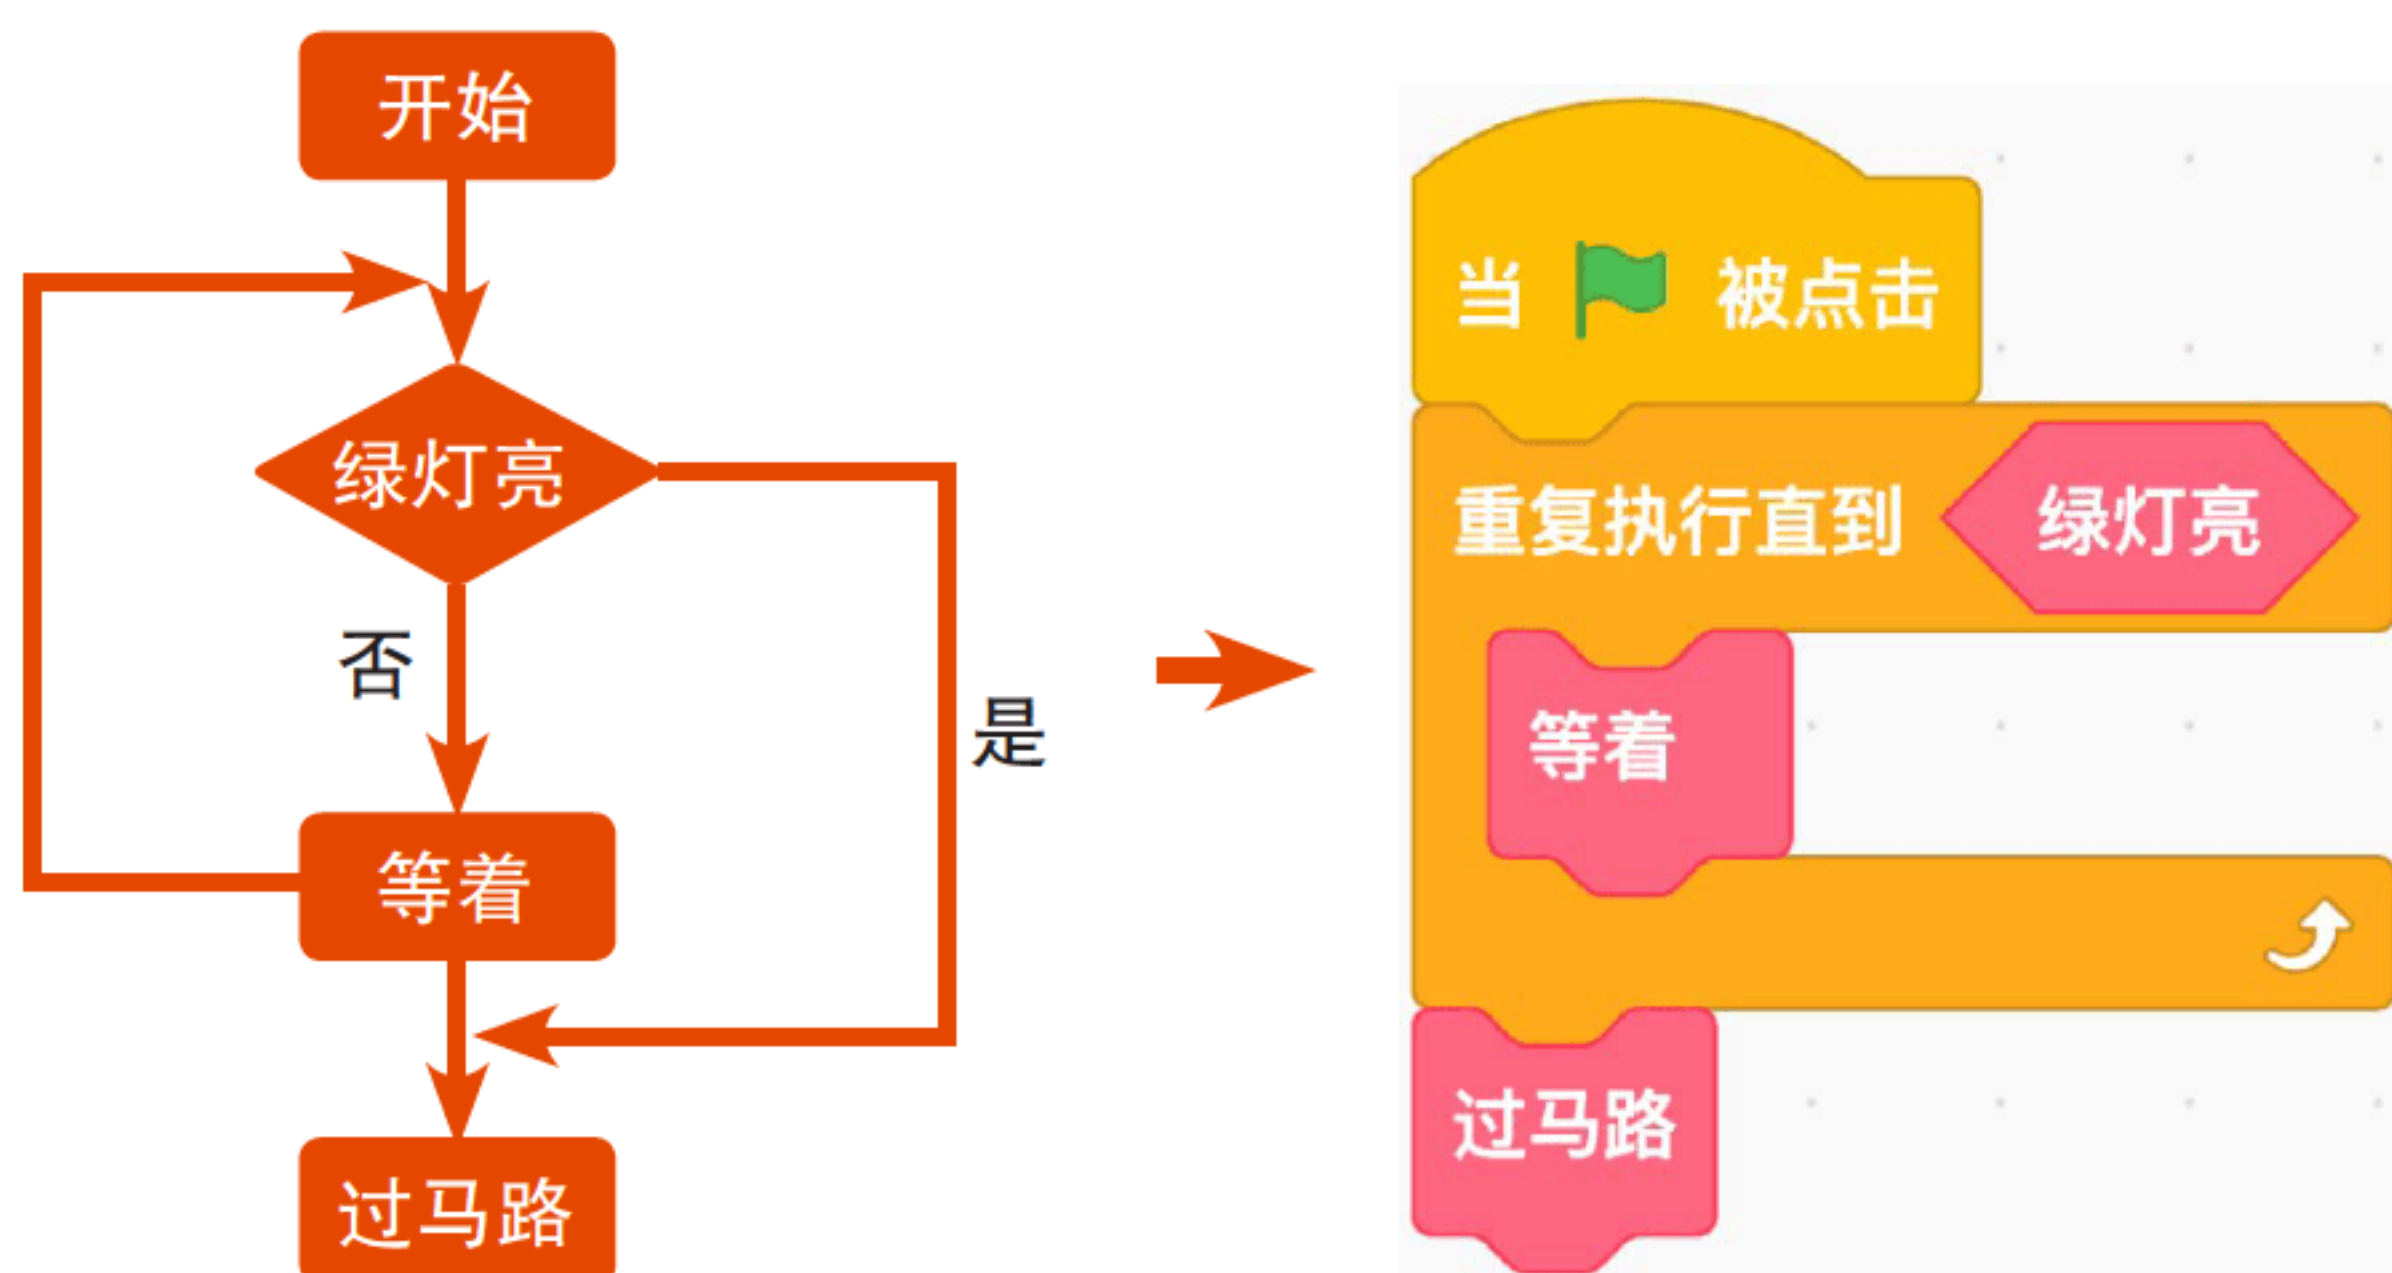 开始
绿灯亮
否
是
等着
过马路
当 被点击
重复执行直到 绿灯亮
等着
过马路